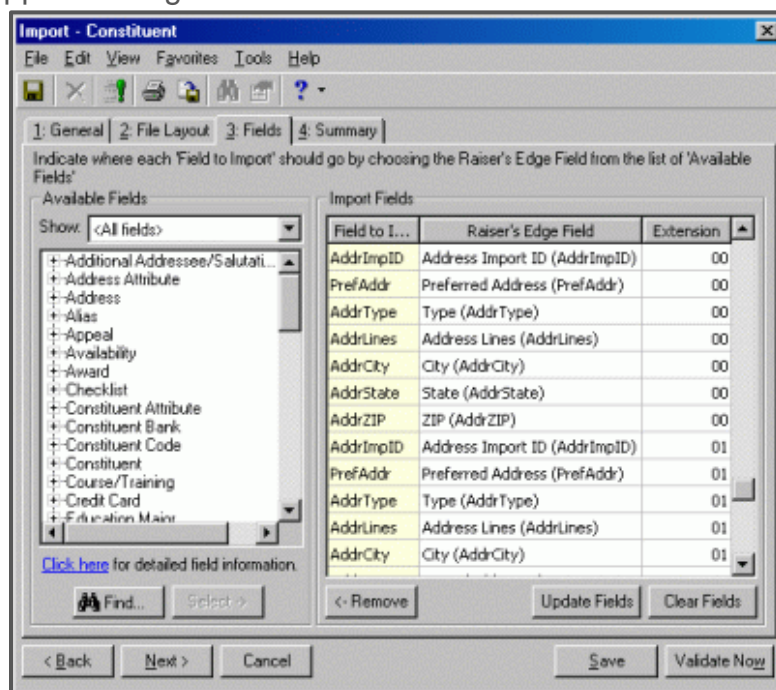 Import - Constituent
File Edit View Favorites Tools Help
?
1: General 2: File Layout 3: Fields 4: Summary
Indicate where each 'Field to Import' should go by choosing the Raiser's Edge Field from the list of 'Available
Fields'
Available Fields
Show: <All fields>
Additional Addressee/Salutati...
Address Attribute
Address
Alias
Appeal
Availability
Award
Checklist
Constituent Attribute
Constituent Bank
Constituent Code
Constituent
Course/Training
Credit Card
Education Major
Click here for detailed field information.
Find... Select ->
Import Fields
Field to I... Raiser's Edge Field Extension
AddrImpID Address Import ID (AddrImpID) 00
PrefAddr Preferred Address (PrefAddr) 00
AddrType Type (AddrType) 00
AddrLines Address Lines (AddrLines) 00
AddrCity City (AddrCity) 00
AddrState State (AddrState) 00
AddrZIP ZIP (AddrZIP) 00
AddrImpID Address Import ID (AddrImpID) 01
PrefAddr Preferred Address (PrefAddr) 01
AddrType Type (AddrType) 01
AddrLines Address Lines (AddrLines) 01
AddrCity City (AddrCity) 01
<- Remove Update Fields Clear Fields
< Back Next > Cancel Save Validate Now